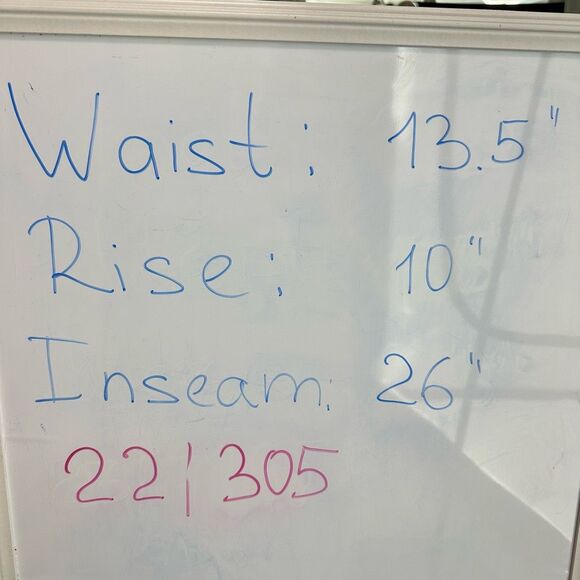 Waist: 13.5"
Rise: 10"
Inseam: 26"
22|305